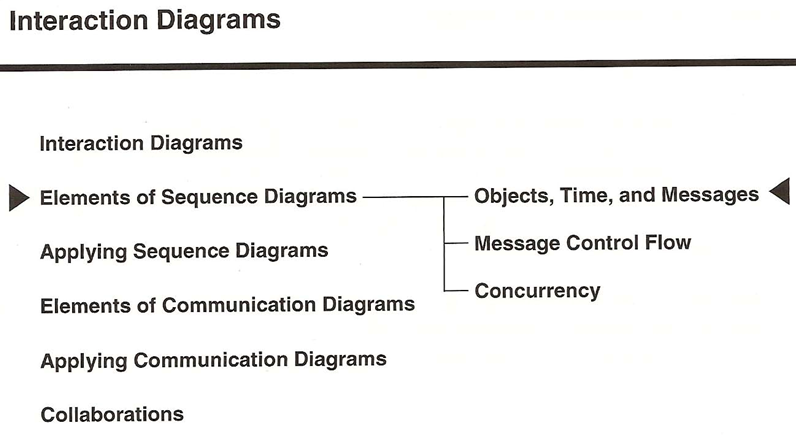 Interaction Diagrams
Interaction Diagrams
Elements of Sequence Diagrams
Objects, Time, and Messages
Message Control Flow
Applying Sequence Diagrams
Concurrency
Elements of Communication Diagrams
Applying Communication Diagrams
Collaborations